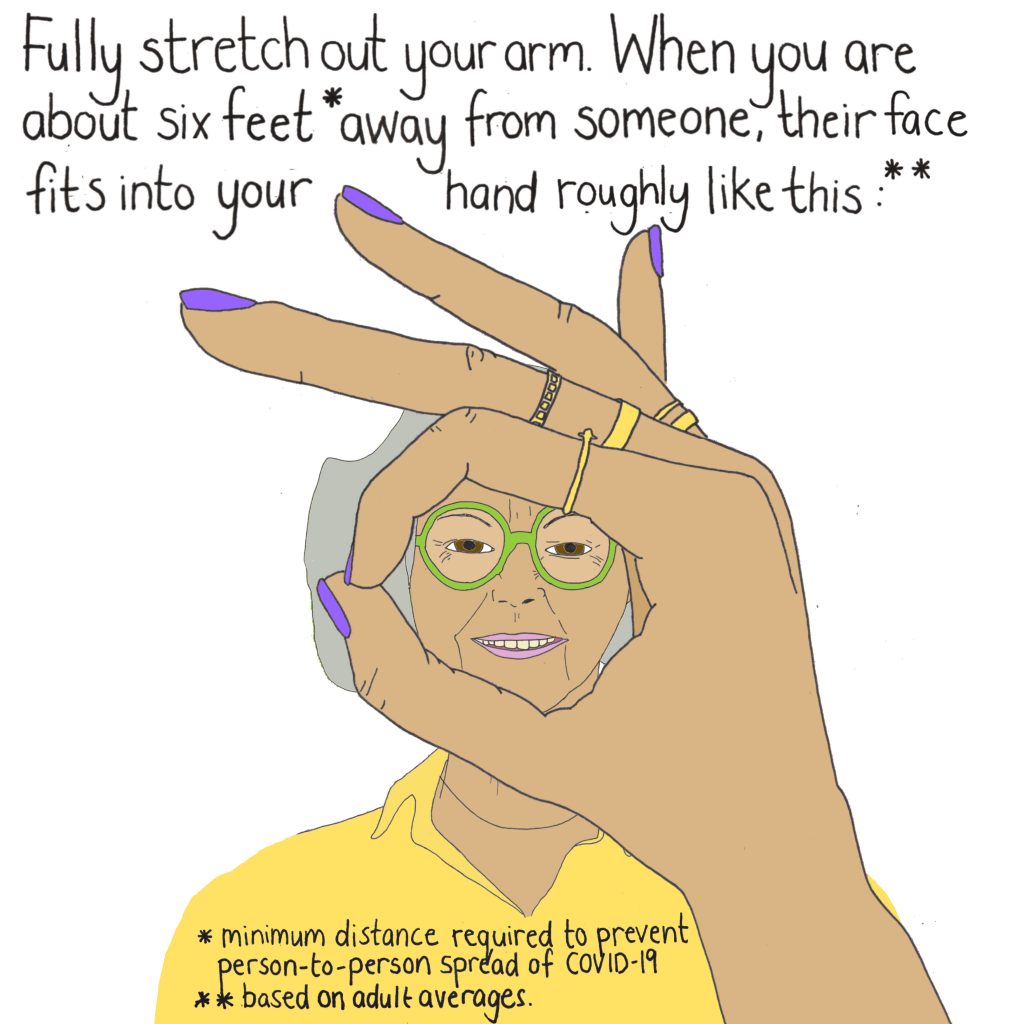 Fully stretch out your arm. When you are
about six feet *away from someone, their face
fits into your hand roughly like this :**
* minimum distance required to prevent
person-to-person spread of COVID-19
** based on adult averages.